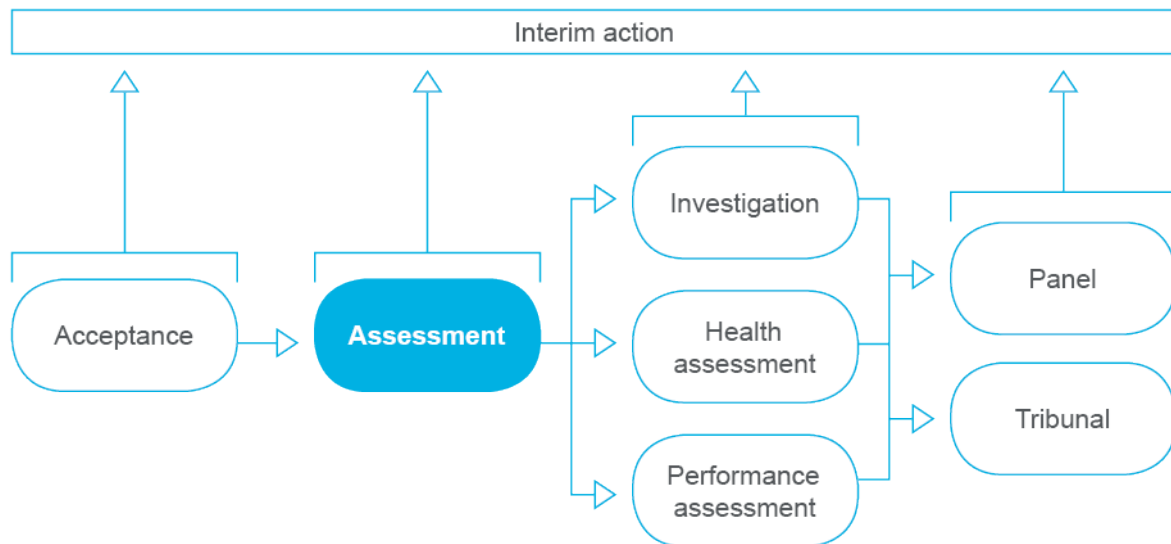 Interim action
Acceptance
Assessment
Investigation
Health
assessment
Performance
assessment
Panel
Tribunal